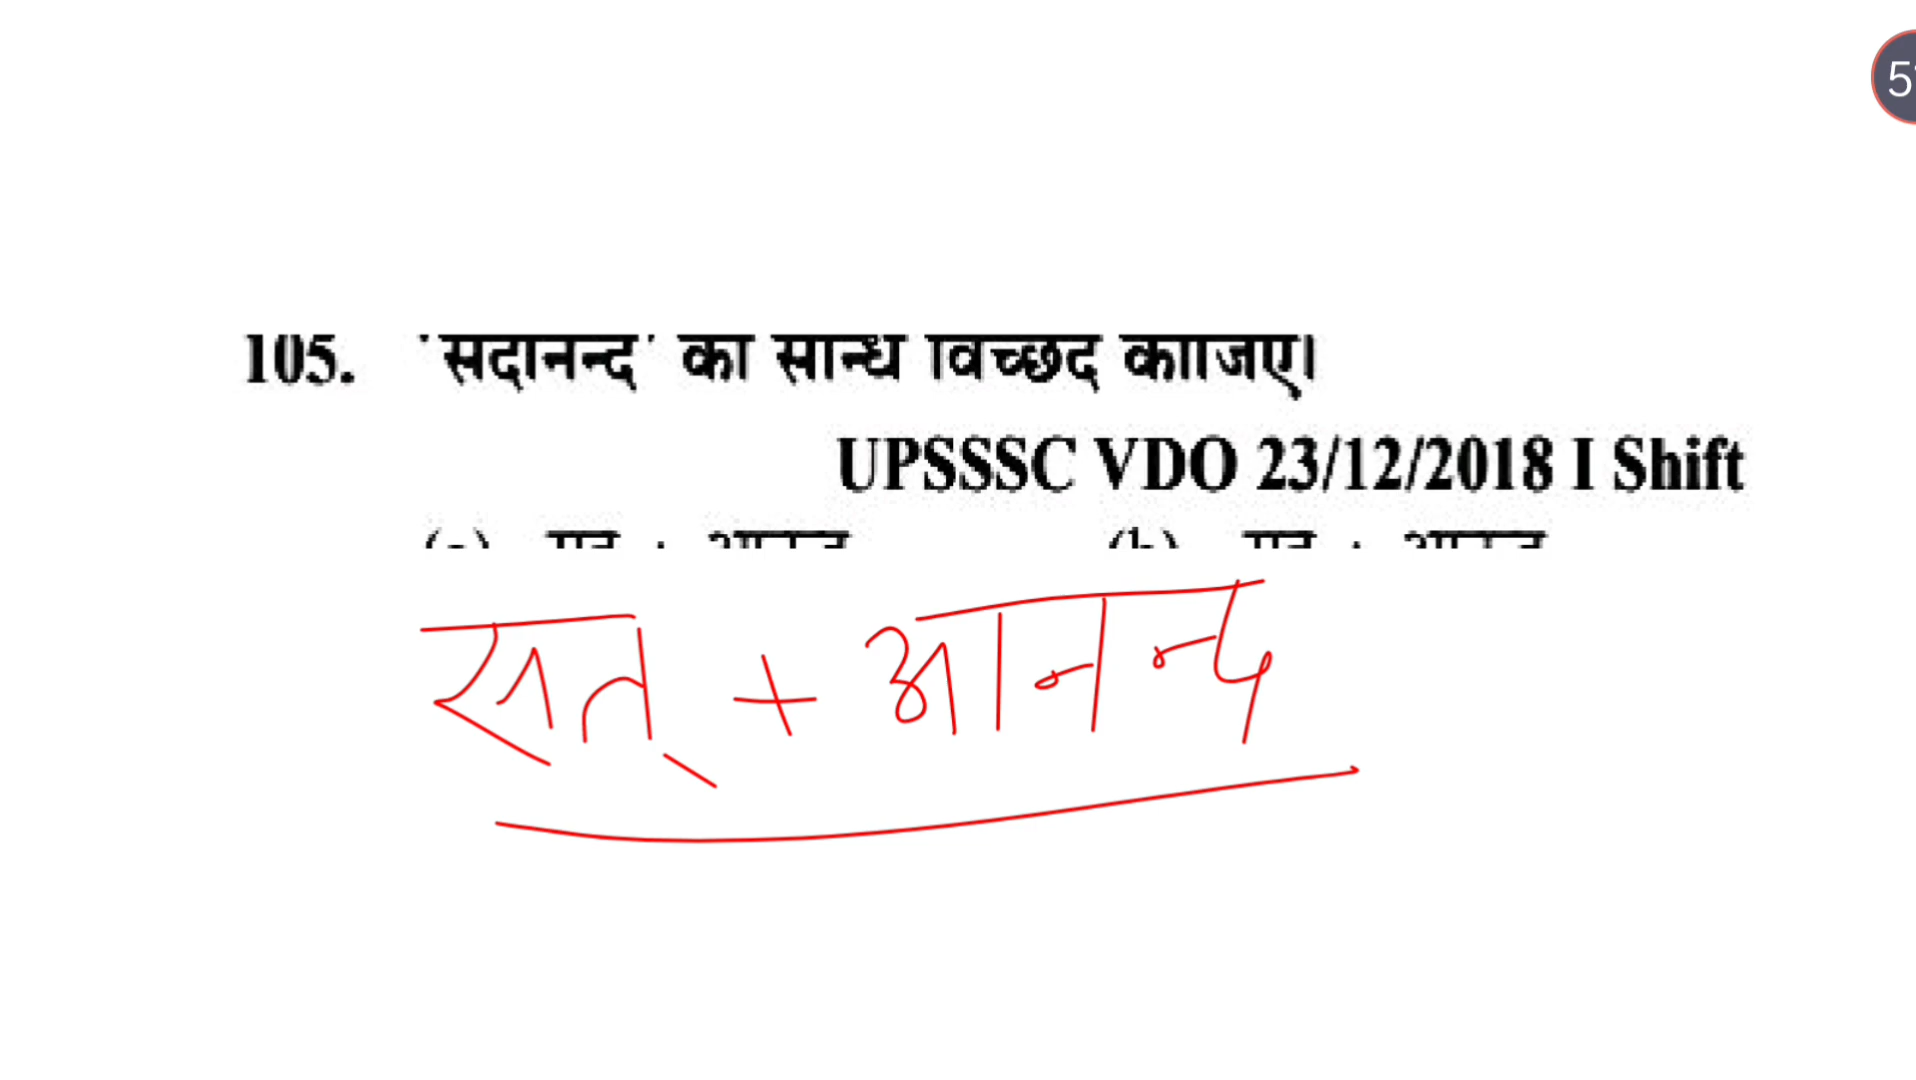 105. 'सदानन्द' का सन्धि विच्छेद कीजिए।
UPSSSC VDO 23/12/2018 I Shift
सत् + आनन्द